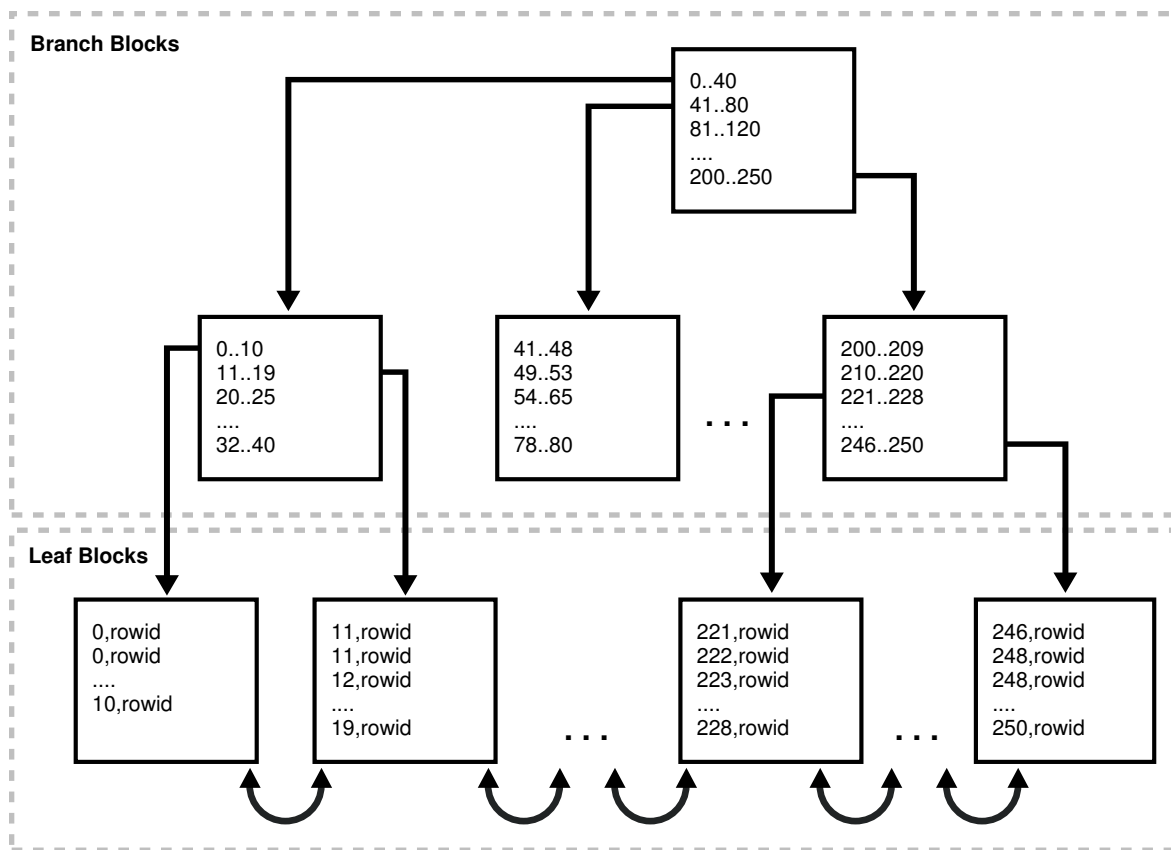 Branch Blocks
0..40
41..80
81..120
....
200..250
0..10
11..19
20..25
....
32..40
41..48
49..53
54..65
....
78..80
. . .
200..209
210..220
221..228
....
246..250
Leaf Blocks
0,rowid
0,rowid
....
10,rowid
11,rowid
11,rowid
12,rowid
....
19,rowid
. . .
221,rowid
222,rowid
223,rowid
....
228,rowid
. . .
246,rowid
248,rowid
248,rowid
....
250,rowid